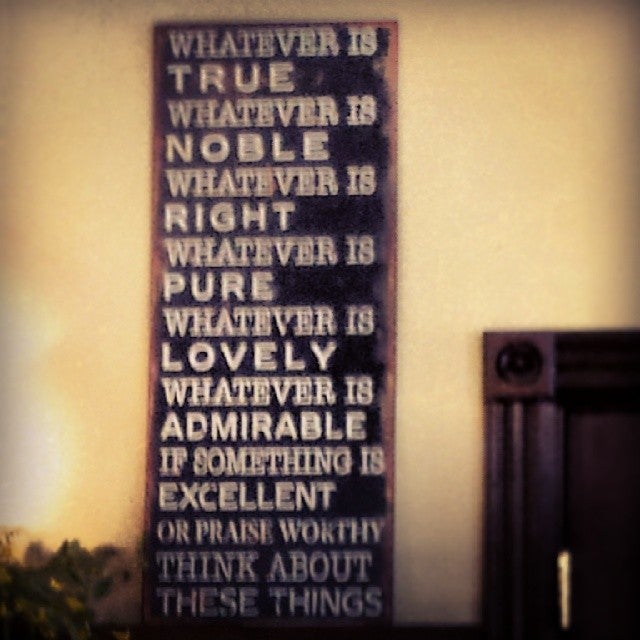 WHATEVER IS
TRUE
WHATEVER IS
NOBLE
WHATEVER IS
RIGHT
WHATEVER IS
PURE
WHATEVER IS
LOVELY
WHATEVER IS
ADMIRABLE
IF SOMETHING IS
EXCELLENT
OR PRAISE WORTHY
THINK ABOUT
THESE THINGS